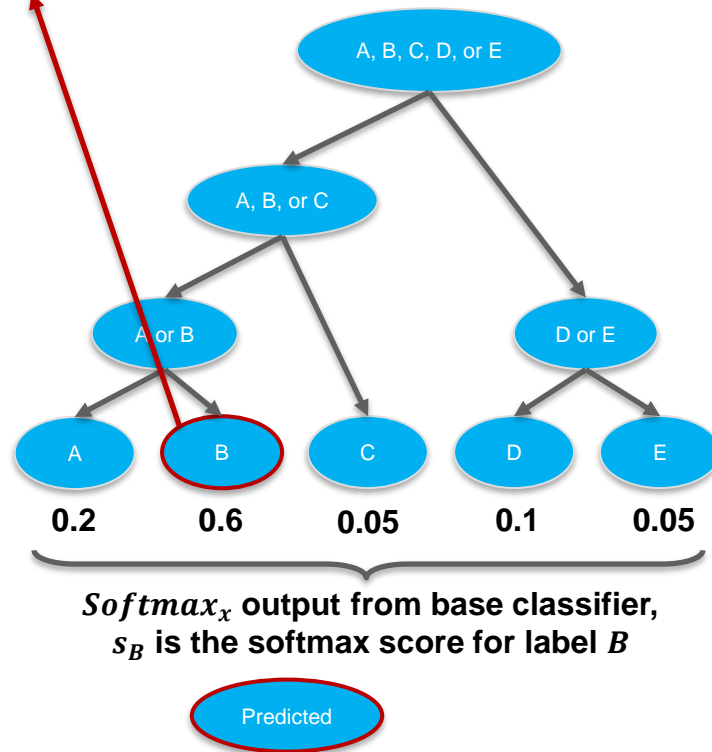 A, B, C, D, or E
A, B, or C
A or B
D or E
A
B
C
D
E
0.2
0.6
0.05
0.1
0.05
Softmaxₓ output from base classifier,
s_B is the softmax score for label B
Predicted